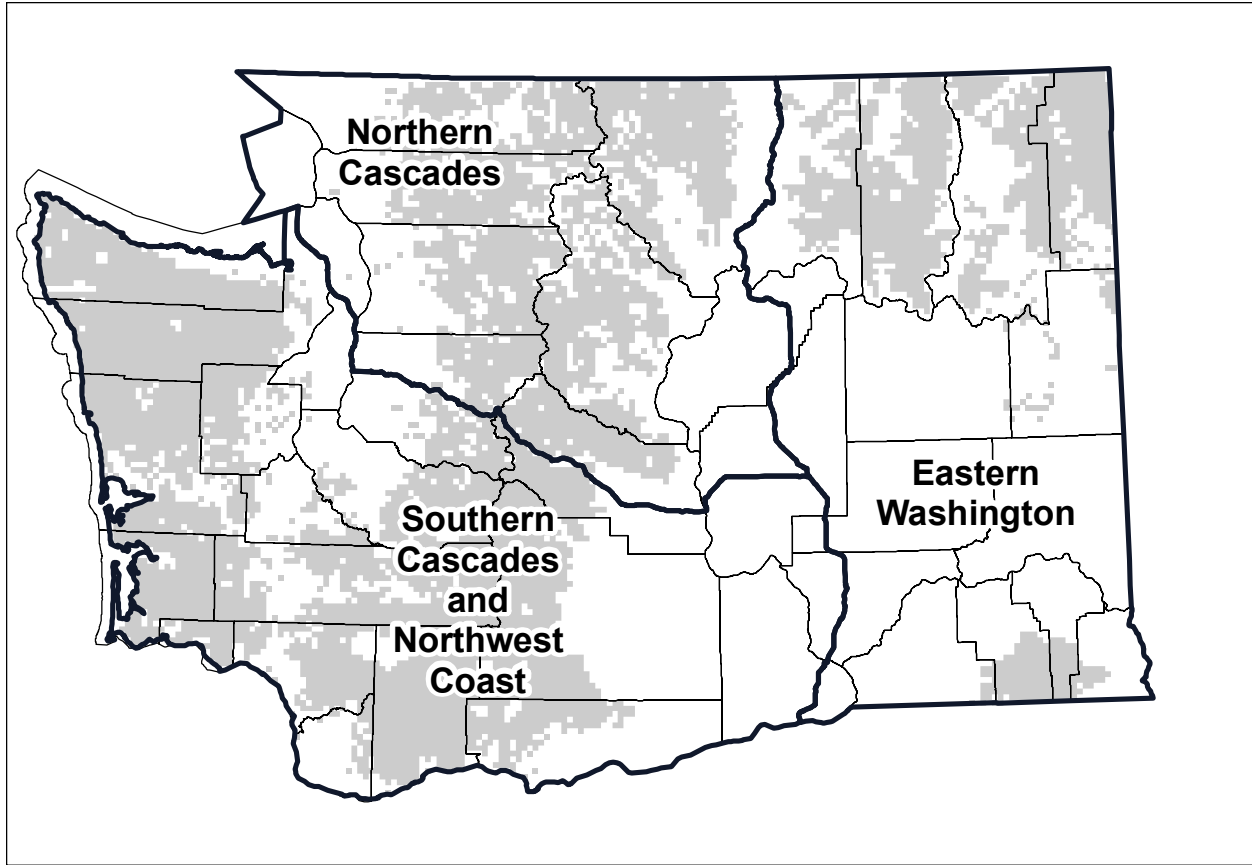 Northern
Cascades
Eastern
Washington
Southern
Cascades
and
Northwest
Coast